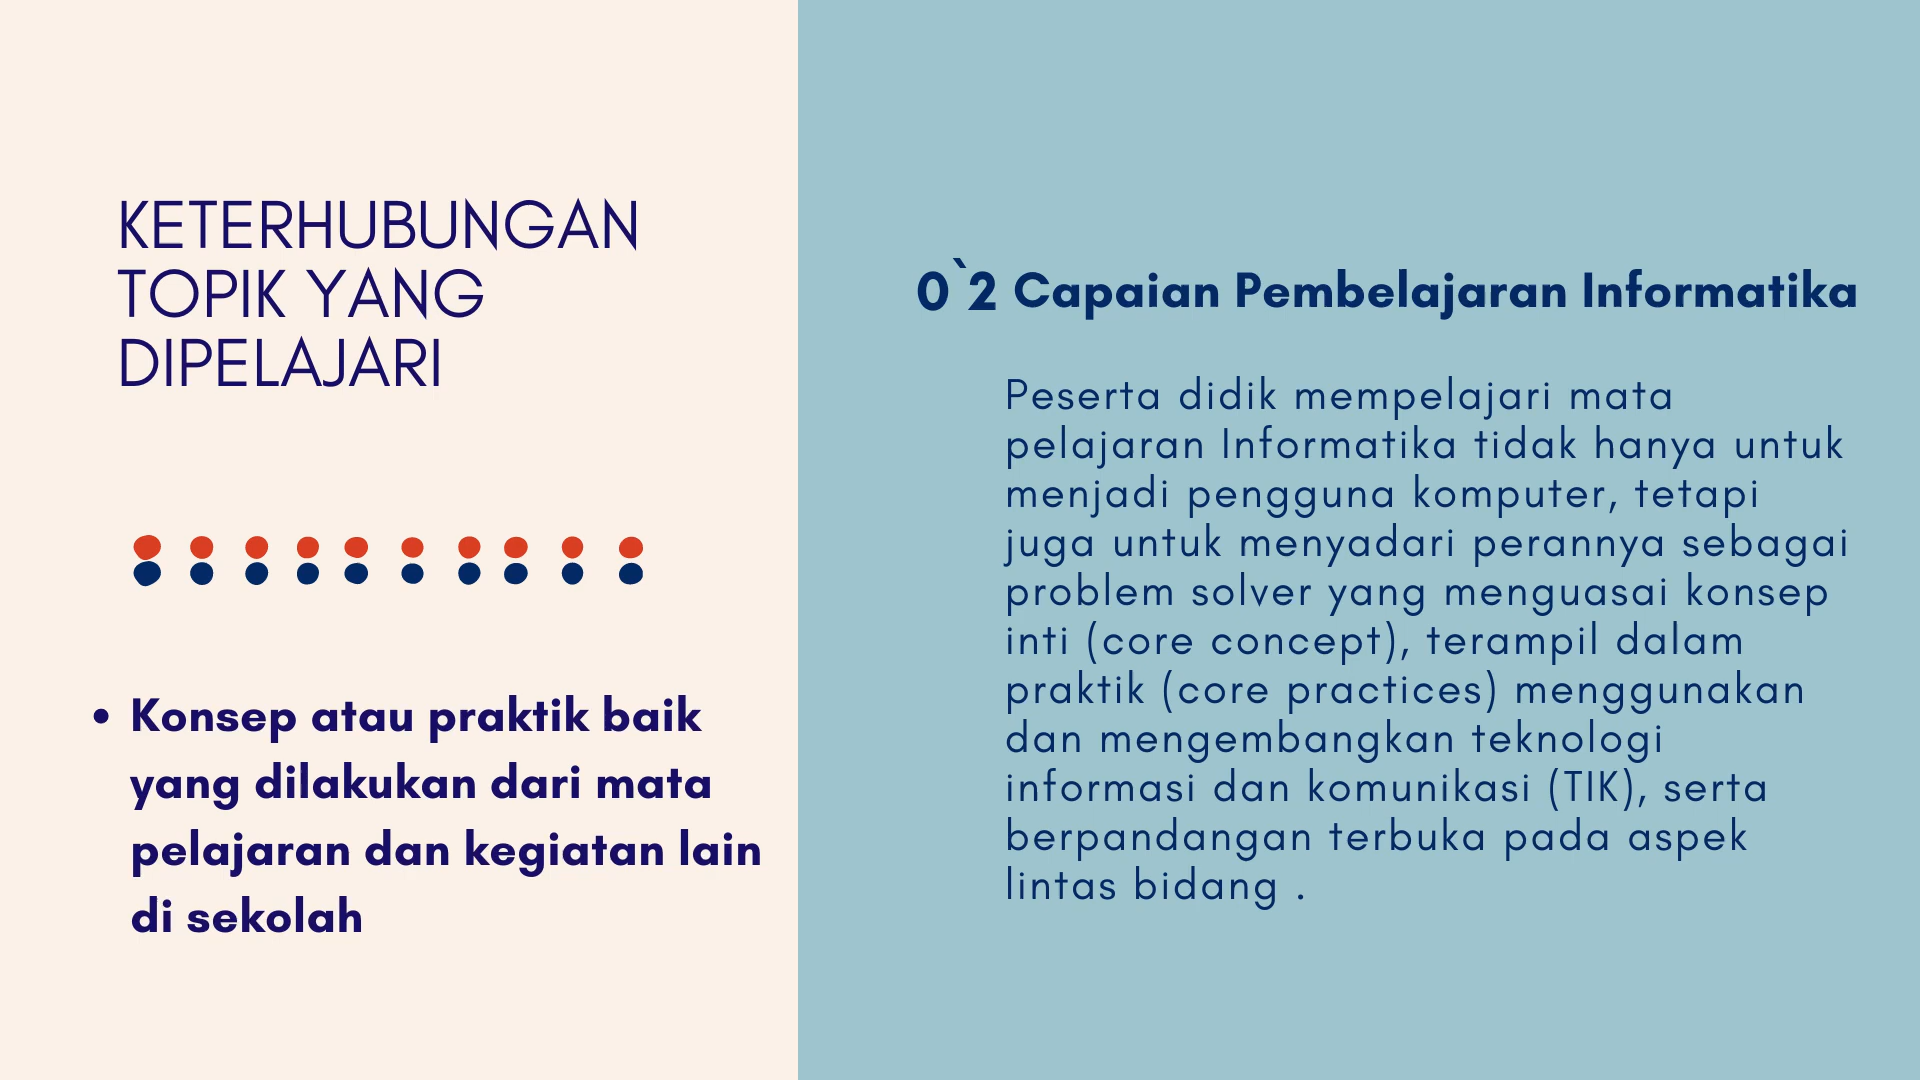 KETERHUBUNGAN
TOPIK YANG
DIPELAJARI
• Konsep atau praktik baik
yang dilakukan dari mata
pelajaran dan kegiatan lain
di sekolah
0`2 Capaian Pembelajaran Informatika
Peserta didik mempelajari mata
pelajaran Informatika tidak hanya untuk
menjadi pengguna komputer, tetapi
juga untuk menyadari perannya sebagai
problem solver yang menguasai konsep
inti (core concept), terampil dalam
praktik (core practices) menggunakan
dan mengembangkan teknologi
informasi dan komunikasi (TIK), serta
berpandangan terbuka pada aspek
lintas bidang .